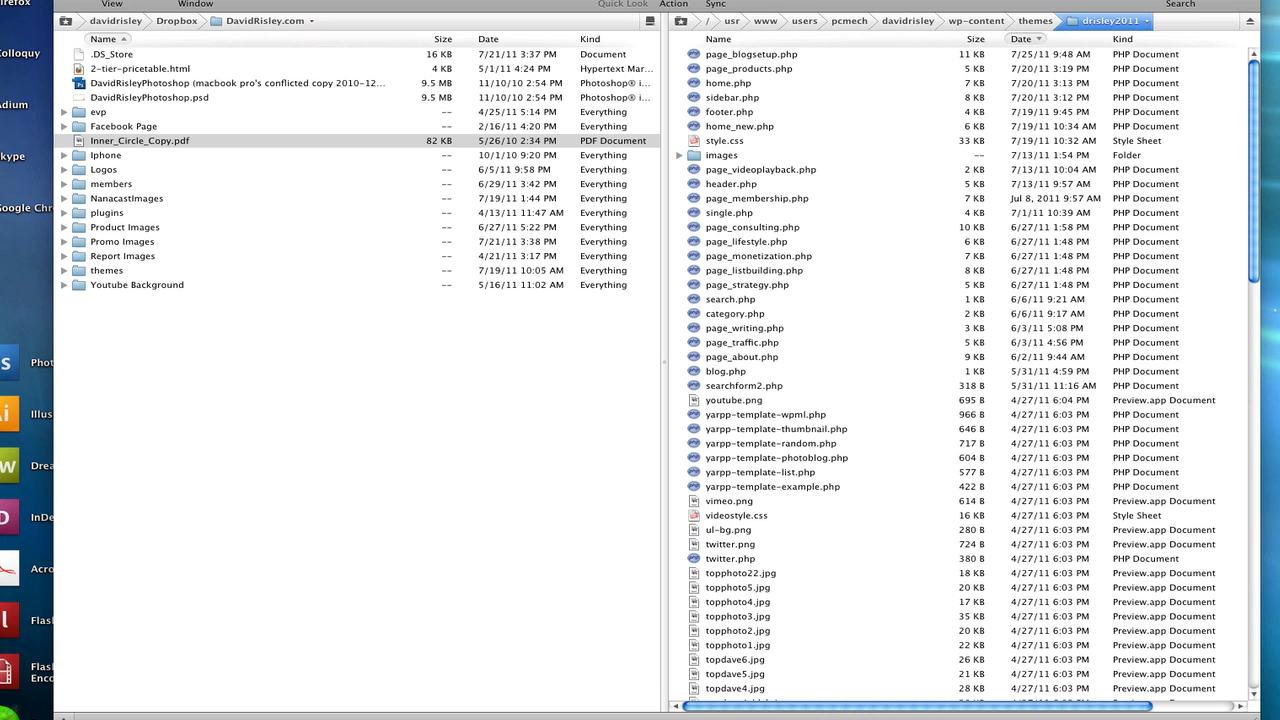 irefox
View Window Quick Look Action Sync Search
davidrisley Dropbox DavidRisley.com
/ usr www users pcmech davidrisley wp-content themes drisley2011
Name Size Date Kind
.DS_Store 16 KB 7/21/11 3:37 PM Document
2-tier-pricetable.html 4 KB 5/1/11 4:24 PM Hypertext Mar...
DavidRisleyPhotoshop (macbook pro's conflicted copy 2010-12... 9.5 MB 11/10/10 2:54 PM Photoshop® i...
DavidRisleyPhotoshop.psd 9.5 MB 11/10/10 2:54 PM Photoshop® i...
evp -- 4/25/11 5:14 PM Everything
Facebook Page -- 2/16/11 4:20 PM Everything
Inner_Circle_Copy.pdf 82 KB 5/26/10 2:34 PM PDF Document
Iphone -- 10/1/10 9:20 PM Everything
Logos -- 6/5/11 9:58 PM Everything
members -- 6/29/11 3:42 PM Everything
NanacastImages -- 7/19/11 1:44 PM Everything
plugins -- 4/13/11 11:47 AM Everything
Product Images -- 6/27/11 5:22 PM Everything
Promo Images -- 7/21/11 3:38 PM Everything
Report Images -- 4/21/11 3:17 PM Everything
themes -- 7/19/11 10:05 AM Everything
Youtube Background -- 5/16/11 11:02 AM Everything
Name Size Date Kind
page_blogsetup.php 11 KB 7/25/11 9:48 AM PHP Document
page_products.php 5 KB 7/20/11 3:19 PM PHP Document
home.php 7 KB 7/20/11 3:13 PM PHP Document
sidebar.php 8 KB 7/20/11 3:12 PM PHP Document
footer.php 4 KB 7/19/11 9:45 PM PHP Document
home_new.php 6 KB 7/19/11 10:34 AM PHP Document
style.css 33 KB 7/19/11 10:32 AM Style Sheet
images -- 7/13/11 1:54 PM Folder
page_videoplayback.php 2 KB 7/13/11 10:04 AM PHP Document
header.php 5 KB 7/13/11 9:57 AM PHP Document
page_membership.php 7 KB Jul 8, 2011 9:57 AM PHP Document
single.php 4 KB 7/1/11 10:39 AM PHP Document
page_consulting.php 10 KB 6/27/11 1:58 PM PHP Document
page_lifestyle.php 6 KB 6/27/11 1:48 PM PHP Document
page_monetization.php 7 KB 6/27/11 1:48 PM PHP Document
page_listbuilding.php 8 KB 6/27/11 1:48 PM PHP Document
page_strategy.php 5 KB 6/27/11 1:48 PM PHP Document
search.php 1 KB 6/6/11 9:21 AM PHP Document
category.php 2 KB 6/6/11 9:17 AM PHP Document
page_writing.php 3 KB 6/3/11 5:08 PM PHP Document
page_traffic.php 5 KB 6/3/11 4:56 PM PHP Document
page_about.php 9 KB 6/2/11 9:44 AM PHP Document
blog.php 1 KB 5/31/11 4:59 PM PHP Document
searchform2.php 318 B 5/31/11 11:16 AM PHP Document
youtube.png 695 B 4/27/11 6:04 PM Preview.app Document
yarpp-template-wpml.php 966 B 4/27/11 6:03 PM PHP Document
yarpp-template-thumbnail.php 646 B 4/27/11 6:03 PM PHP Document
yarpp-template-random.php 717 B 4/27/11 6:03 PM PHP Document
yarpp-template-photoblog.php 604 B 4/27/11 6:03 PM PHP Document
yarpp-template-list.php 577 B 4/27/11 6:03 PM PHP Document
yarpp-template-example.php 422 B 4/27/11 6:03 PM PHP Document
vimeo.png 614 B 4/27/11 6:03 PM Preview.app Document
videostyle.css 16 KB 4/27/11 6:03 PM Style Sheet
ul-bg.png 280 B 4/27/11 6:03 PM Preview.app Document
twitter.png 724 B 4/27/11 6:03 PM Preview.app Document
twitter.php 380 B 4/27/11 6:03 PM PHP Document
topphoto22.jpg 18 KB 4/27/11 6:03 PM Preview.app Document
topphoto5.jpg 20 KB 4/27/11 6:03 PM Preview.app Document
topphoto4.jpg 17 KB 4/27/11 6:03 PM Preview.app Document
topphoto3.jpg 35 KB 4/27/11 6:03 PM Preview.app Document
topphoto2.jpg 20 KB 4/27/11 6:03 PM Preview.app Document
topphoto1.jpg 22 KB 4/27/11 6:03 PM Preview.app Document
topdave6.jpg 26 KB 4/27/11 6:03 PM Preview.app Document
topdave5.jpg 21 KB 4/27/11 6:03 PM Preview.app Document
topdave4.jpg 28 KB 4/27/11 6:03 PM Preview.app Document
olloquy
dium
kype
oogle Chr
s Phot
Ai Illus
w Drea
D InDe
Acro
l Flas
Flas
Enco